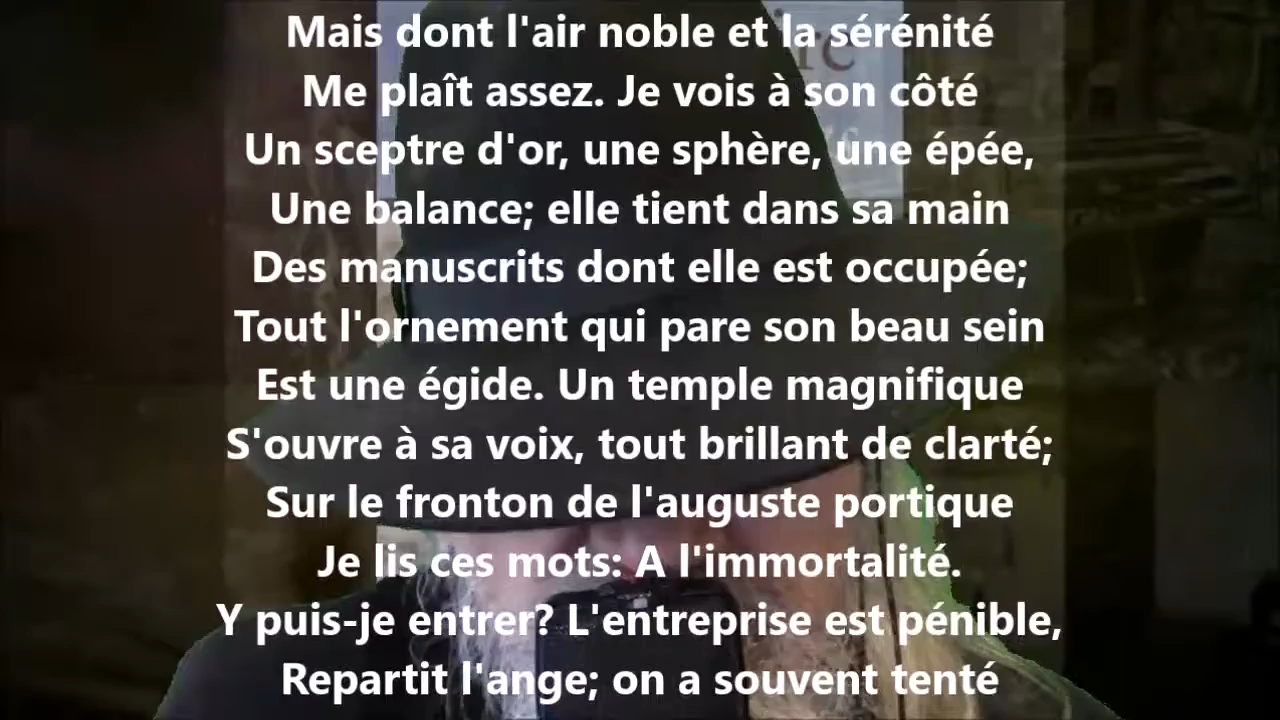 Mais dont l'air noble et la sérénité
Me plaît assez. Je vois à son côté
Un sceptre d'or, une sphère, une épée,
Une balance; elle tient dans sa main
Des manuscrits dont elle est occupée;
Tout l'ornement qui pare son beau sein
Est une égide. Un temple magnifique
S'ouvre à sa voix, tout brillant de clarté;
Sur le fronton de l'auguste portique
Je lis ces mots: A l'immortalité.
Y puis-je entrer? L'entreprise est pénible,
Repartit l'ange; on a souvent tenté